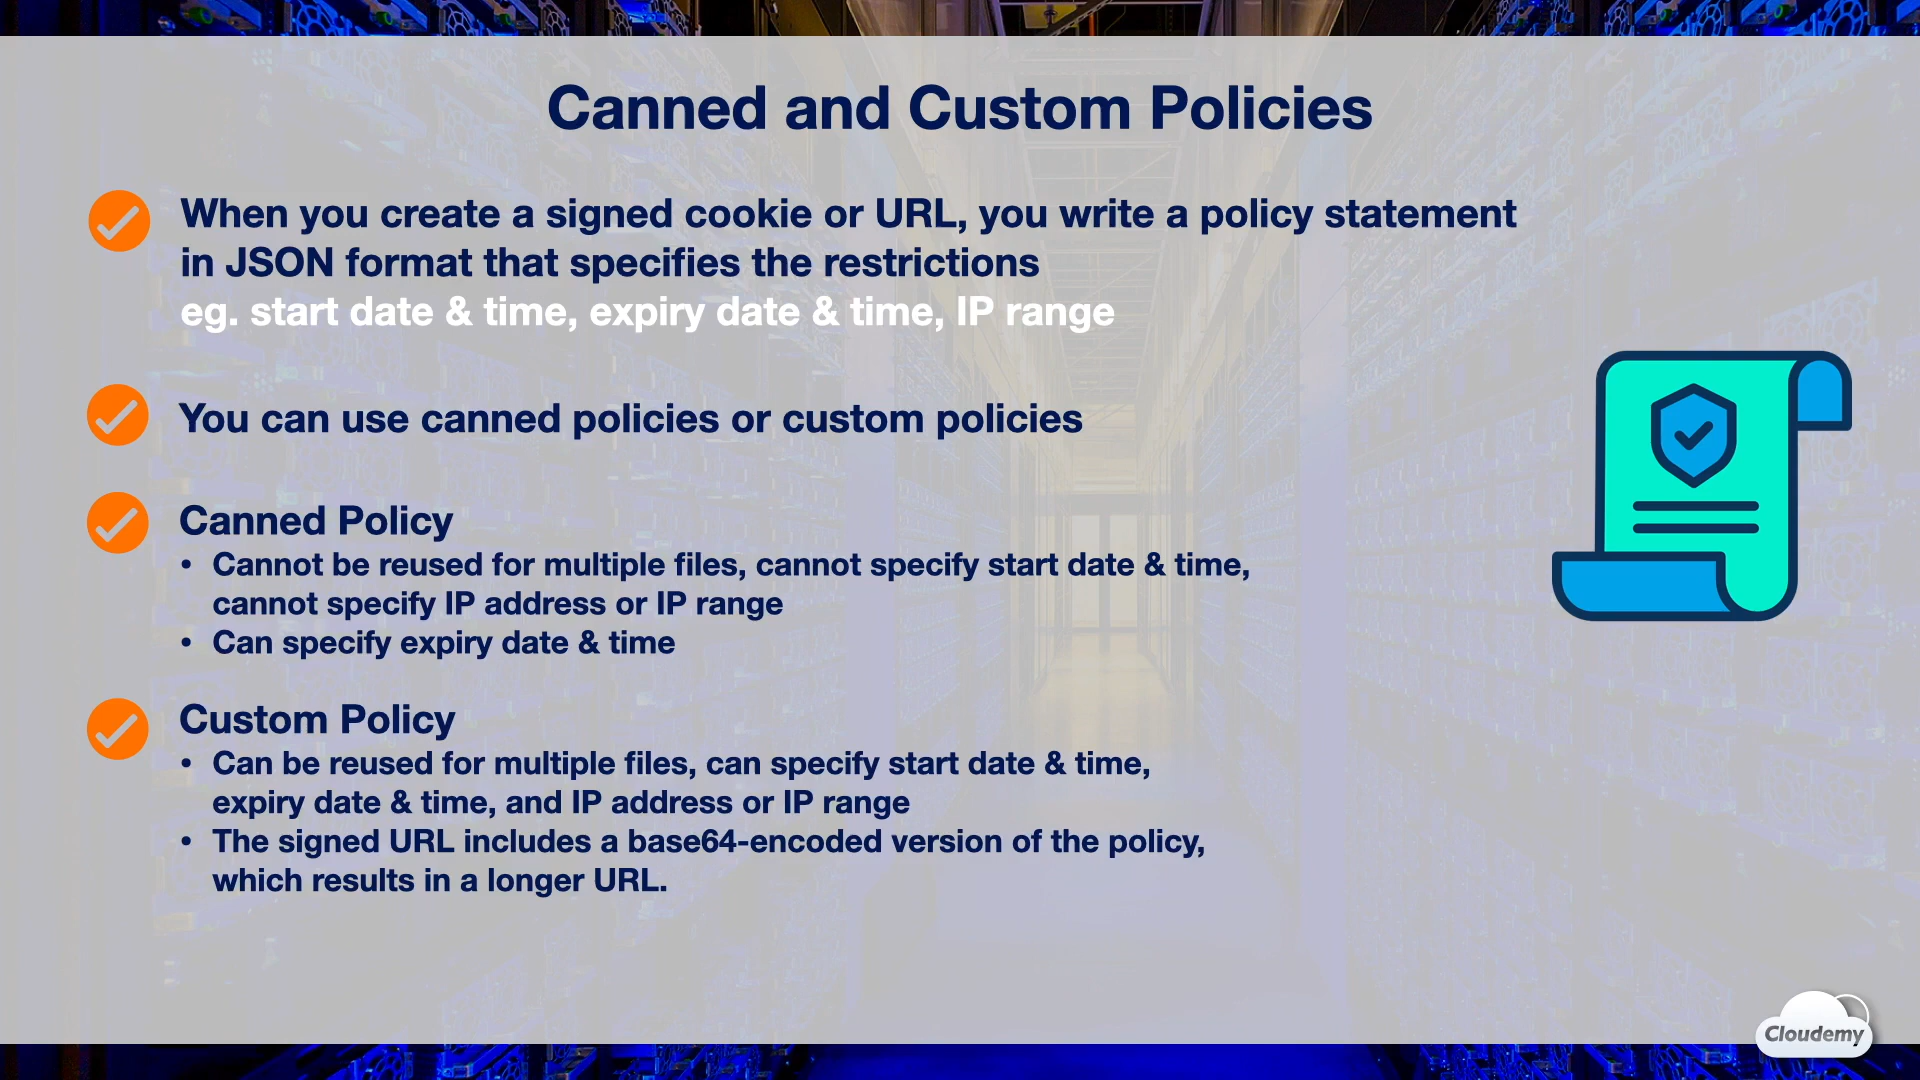 Canned and Custom Policies
When you create a signed cookie or URL, you write a policy statement
in JSON format that specifies the restrictions
eg. start date & time, expiry date & time, IP range
You can use canned policies or custom policies
Canned Policy
• Cannot be reused for multiple files, cannot specify start date & time,
cannot specify IP address or IP range
• Can specify expiry date & time
Custom Policy
• Can be reused for multiple files, can specify start date & time,
expiry date & time, and IP address or IP range
• The signed URL includes a base64-encoded version of the policy,
which results in a longer URL.
Cloudemy